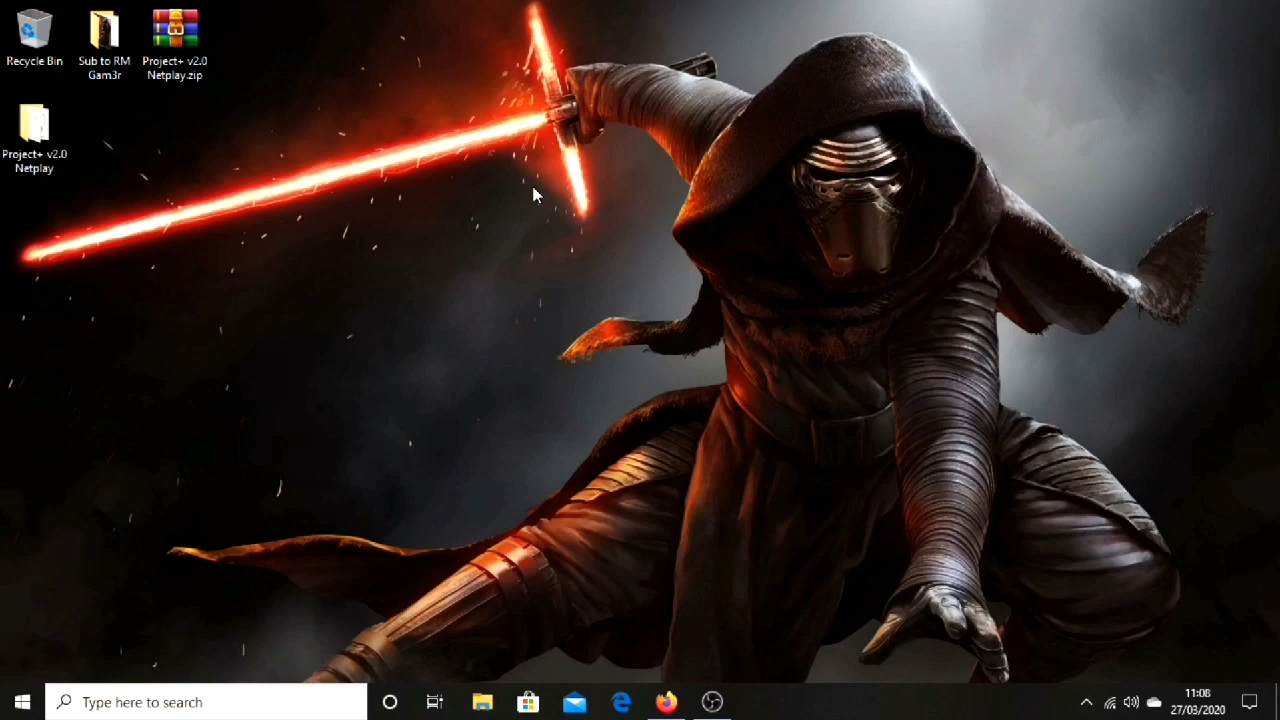 Recycle Bin
Sub to RM
Gam3r
Project+ v2.0
Netplay.zip
Project+ v2.0
Netplay
Type here to search
11:08
27/03/2020